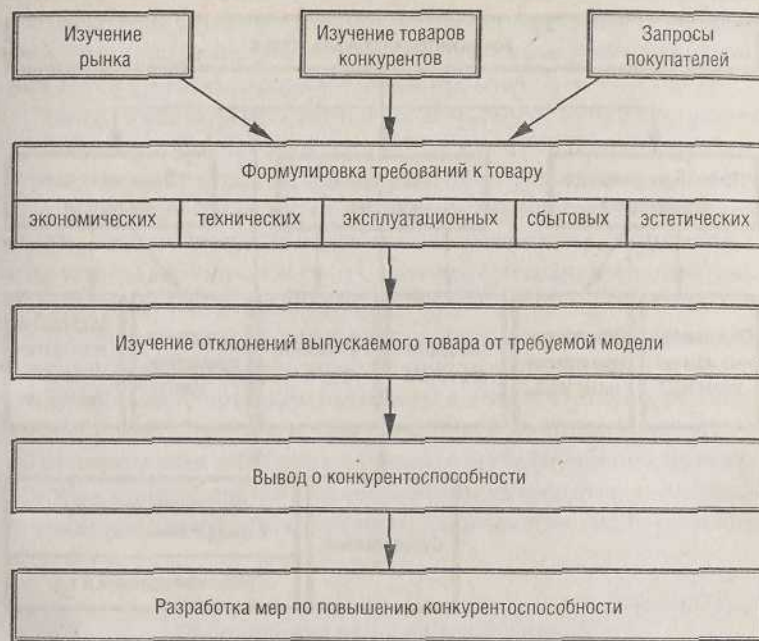 Изучение
рынка
Изучение товаров
конкурентов
Запросы
покупателей
Формулировка требований к товару
экономических технических эксплуатационных сбытовых эстетических
Изучение отклонений выпускаемого товара от требуемой модели
Вывод о конкурентоспособности
Разработка мер по повышению конкурентоспособности